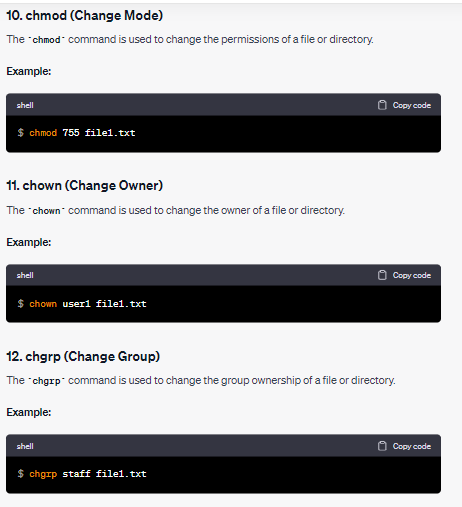 10. chmod (Change Mode)
The `chmod` command is used to change the permissions of a file or directory.
Example:
shell Copy code
$ chmod 755 file1.txt
11. chown (Change Owner)
The `chown` command is used to change the owner of a file or directory.
Example:
shell Copy code
$ chown user1 file1.txt
12. chgrp (Change Group)
The `chgrp` command is used to change the group ownership of a file or directory.
Example:
shell Copy code
$ chgrp staff file1.txt